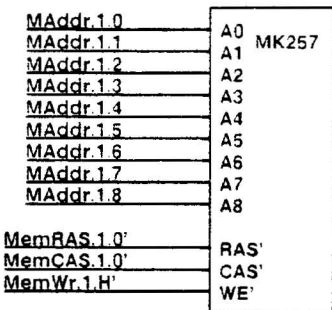 MAddr.1.0 A0 MK257
MAddr.1.1 A1
MAddr.1.2 A2
MAddr.1.3 A3
MAddr.1.4 A4
MAddr.1.5 A5
MAddr.1.6 A6
MAddr.1.7 A7
MAddr.1.8 A8
MemRAS.1.0' RAS'
MemCAS.1.0' CAS'
MemWr.1.H' WE'